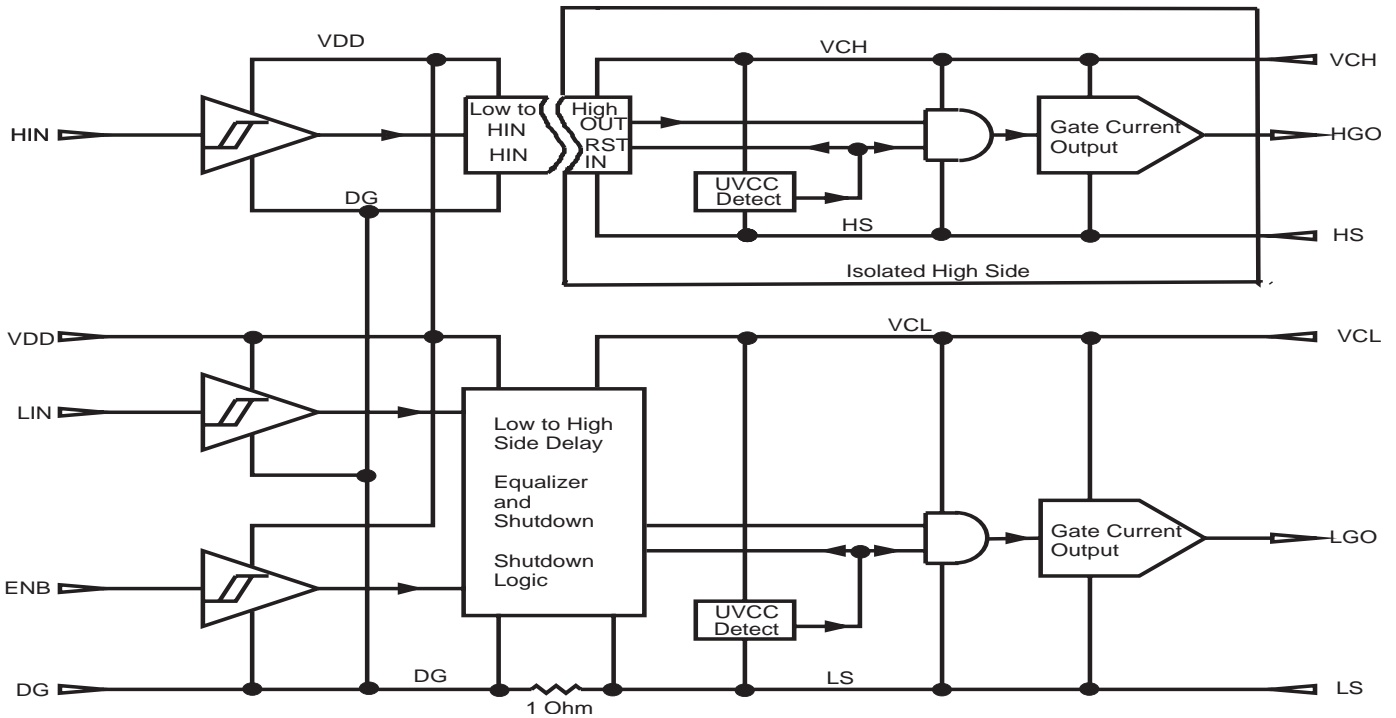 VDD
VCH
VCH
HIN
Low to
HIN
HIN
High
OUT
RST
IN
Gate Current
Output
HGO
UVCC
Detect
DG
HS
HS
Isolated High Side
VDD
VCL
VCL
LIN
Low to High
Side Delay
Equalizer
and
Shutdown
Shutdown
Logic
Gate Current
Output
LGO
ENB
UVCC
Detect
DG
DG
LS
LS
1 Ohm